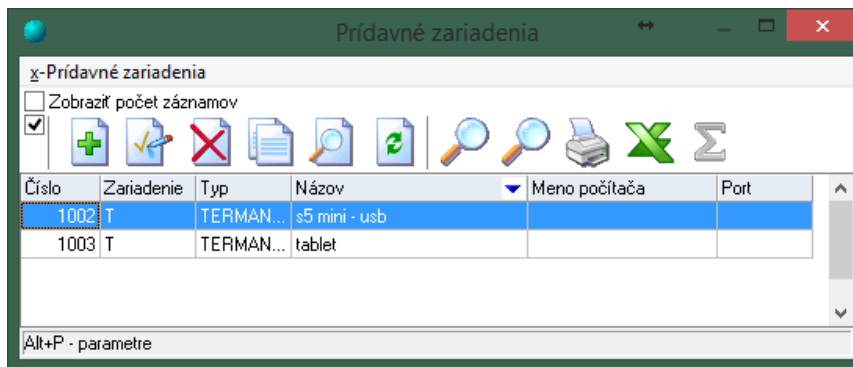 Prídavné zariadenia
x-Prídavné zariadenia
Zobraziť počet záznamov
Číslo Zariadenie Typ Názov Meno počítača Port
1002 T TERMAN... s5 mini - usb
1003 T TERMAN... tablet
Alt+P - parametre